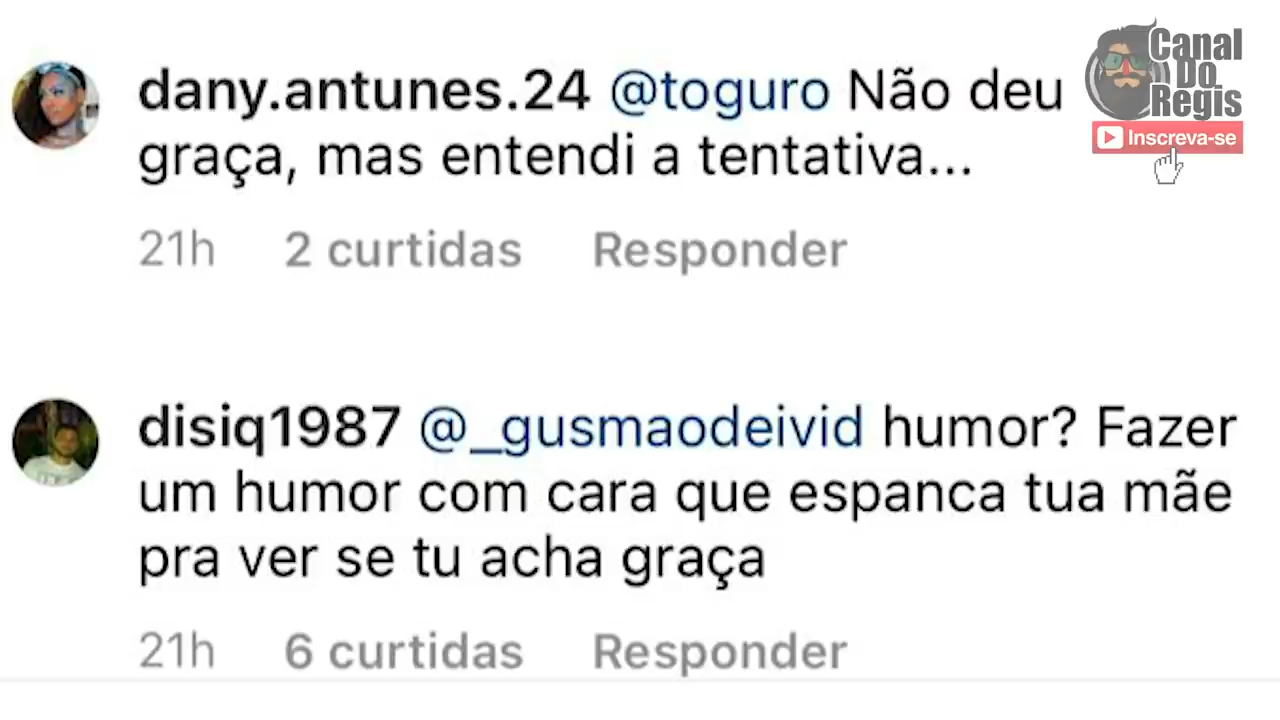 dany.antunes.24 @toguro Não deu
graça, mas entendi a tentativa...
21h 2 curtidas Responder
disiq1987 @_gusmaodeivid humor? Fazer
um humor com cara que espanca tua mãe
pra ver se tu acha graça
21h 6 curtidas Responder
Canal
Do
Regis
Inscreva-se